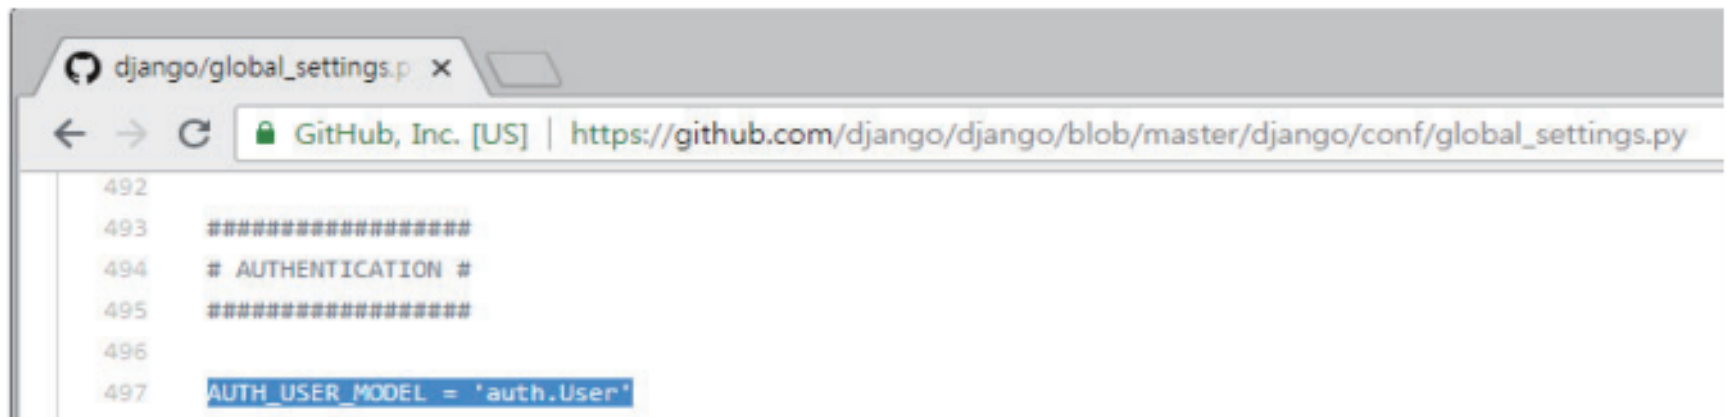 django/global_settings.p
GitHub, Inc. [US] | https://github.com/django/django/blob/master/django/conf/global_settings.py
492
493 ##################
494 # AUTHENTICATION #
495 ##################
496
497 AUTH_USER_MODEL = 'auth.User'